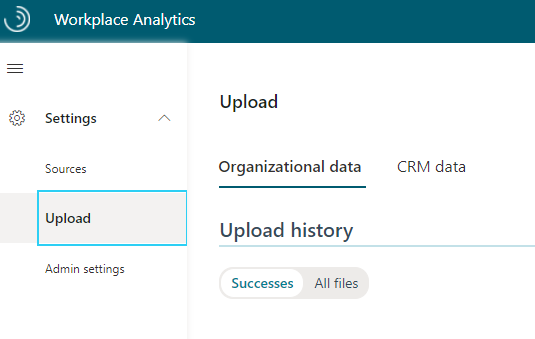 Workplace Analytics
Settings
Sources
Upload
Admin settings
Upload
Organizational data CRM data
Upload history
Successes All files